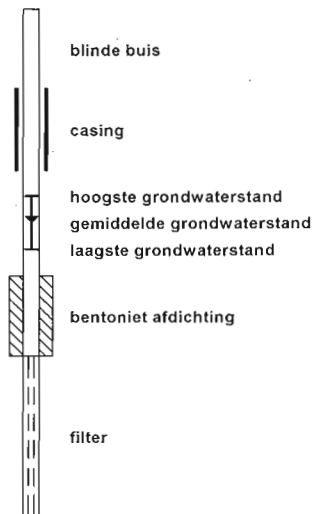 blinde buis
casing
hoogste grondwaterstand
gemiddelde grondwaterstand
laagste grondwaterstand
bentoniet afdichting
filter